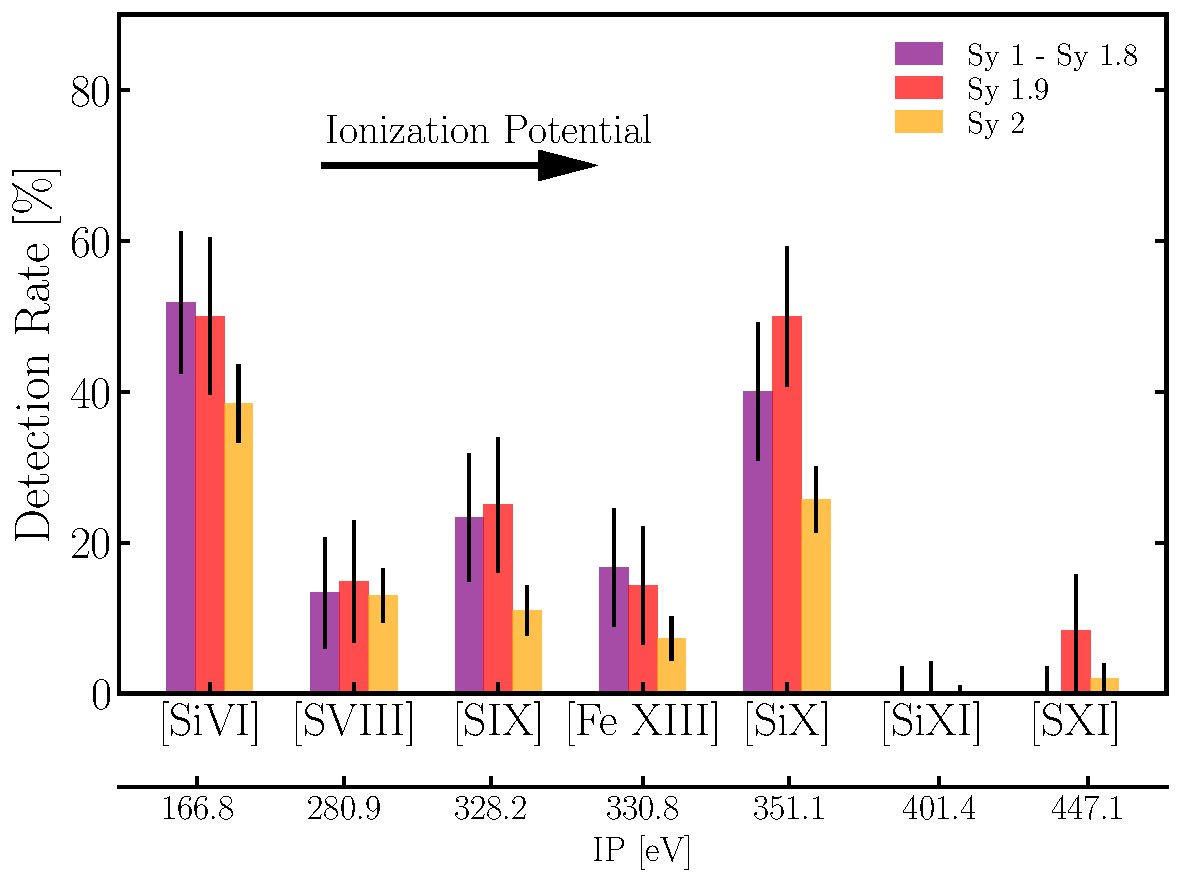 Sy 1 - Sy 1.8
Sy 1.9
Sy 2
Ionization Potential
Detection Rate [%]
80
60
40
20
0
[SiVI] [SVIII] [SIX] [Fe XIII] [SiX] [SiXI] [SXI]
166.8 280.9 328.2 330.8 351.1 401.4 447.1
IP [eV]